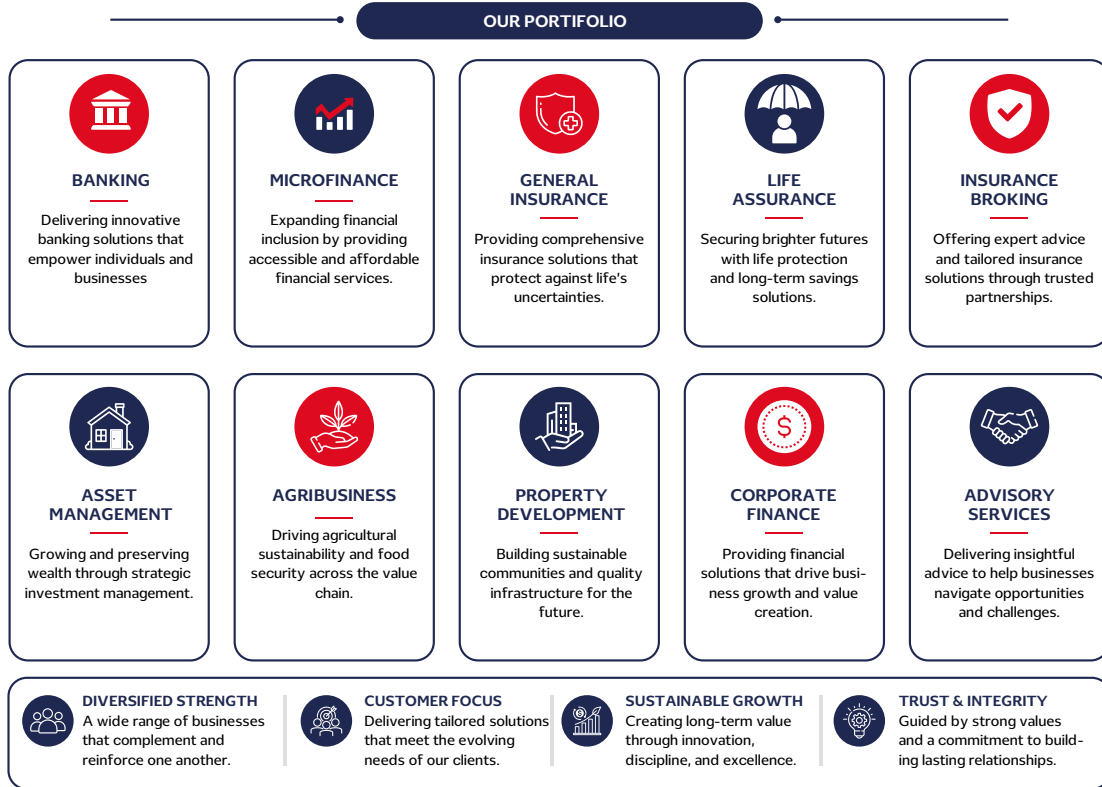 OUR PORTIFOLIO
BANKING
Delivering innovative
banking solutions that
empower individuals and
businesses
MICROFINANCE
Expanding financial
inclusion by providing
accessible and affordable
financial services.
GENERAL
INSURANCE
Providing comprehensive
insurance solutions that
protect against life's
uncertainties.
LIFE
ASSURANCE
Securing brighter futures
with life protection
and long-term savings
solutions.
INSURANCE
BROKING
Offering expert advice
and tailored insurance
solutions through trusted
partnerships.
ASSET
MANAGEMENT
Growing and preserving
wealth through strategic
investment management.
AGRIBUSINESS
Driving agricultural
sustainability and food
security across the value
chain.
PROPERTY
DEVELOPMENT
Building sustainable
communities and quality
infrastructure for the
future.
$
CORPORATE
FINANCE
Providing financial
solutions that drive busi-
ness growth and value
creation.
ADVISORY
SERVICES
Delivering insightful
advice to help businesses
navigate opportunities
and challenges.
DIVERSIFIED STRENGTH
A wide range of businesses
that complement and
reinforce one another.
CUSTOMER FOCUS
Delivering tailored solutions
that meet the evolving
needs of our clients.
SUSTAINABLE GROWTH
Creating long-term value
through innovation,
discipline, and excellence.
TRUST & INTEGRITY
Guided by strong values
and a commitment to build-
ing lasting relationships.